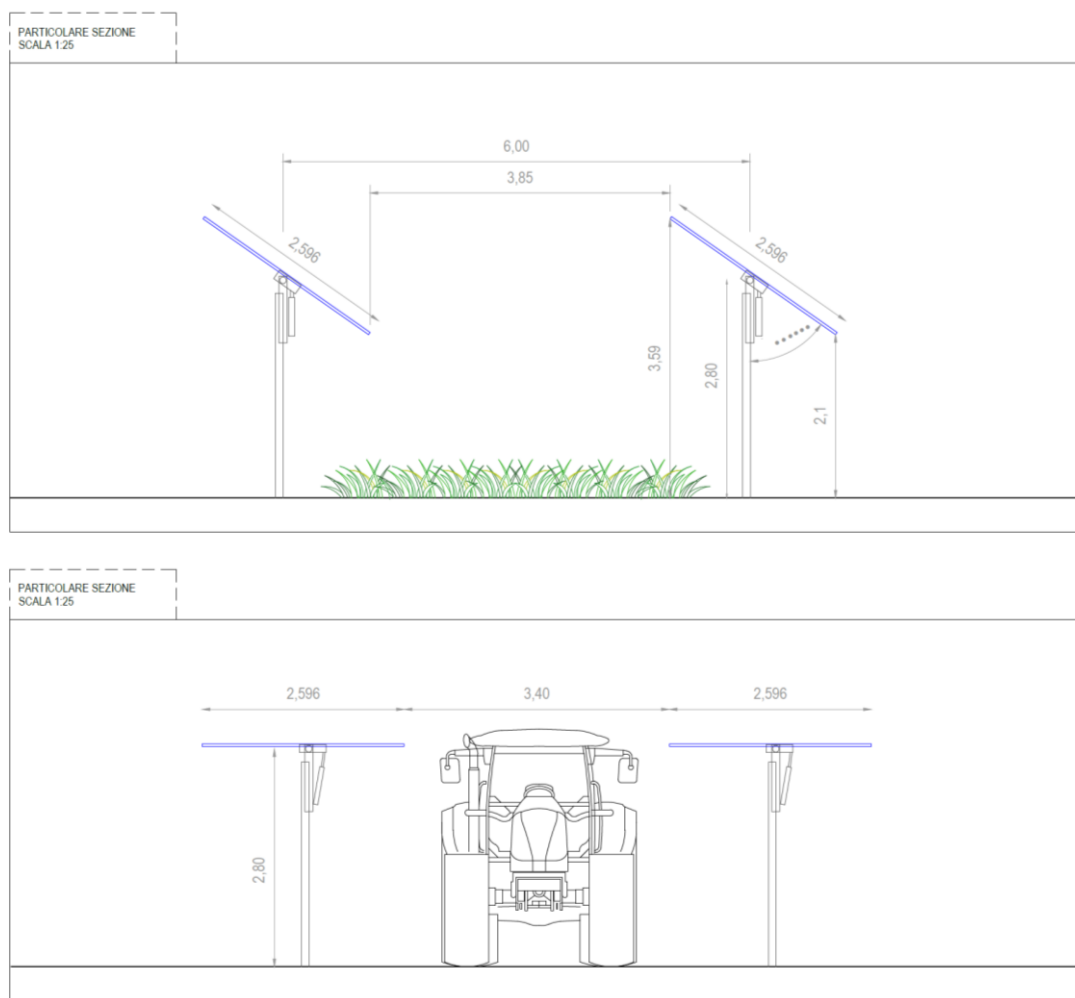 PARTICOLARE SEZIONE
SCALA 1:25
6,00
3,85
2,596
2,596
3,59
2,80
2,1
PARTICOLARE SEZIONE
SCALA 1:25
2,596
3,40
2,596
2,80